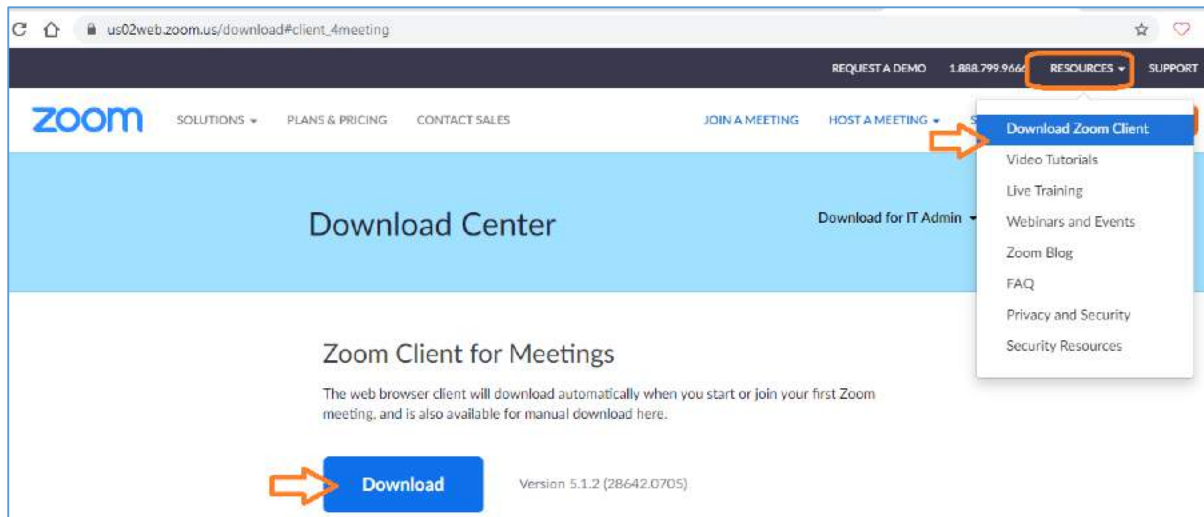 us02web.zoom.us/download#client_4meeting
REQUEST A DEMO 1.888.799.9666 RESOURCES SUPPORT
zoom SOLUTIONS PLANS & PRICING CONTACT SALES JOIN A MEETING HOST A MEETING S
Download Zoom Client
Video Tutorials
Live Training
Webinars and Events
Zoom Blog
FAQ
Privacy and Security
Security Resources
Download Center Download for IT Admin
Zoom Client for Meetings
The web browser client will download automatically when you start or join your first Zoom
meeting, and is also available for manual download here.
Download Version 5.1.2 (28642.0705)